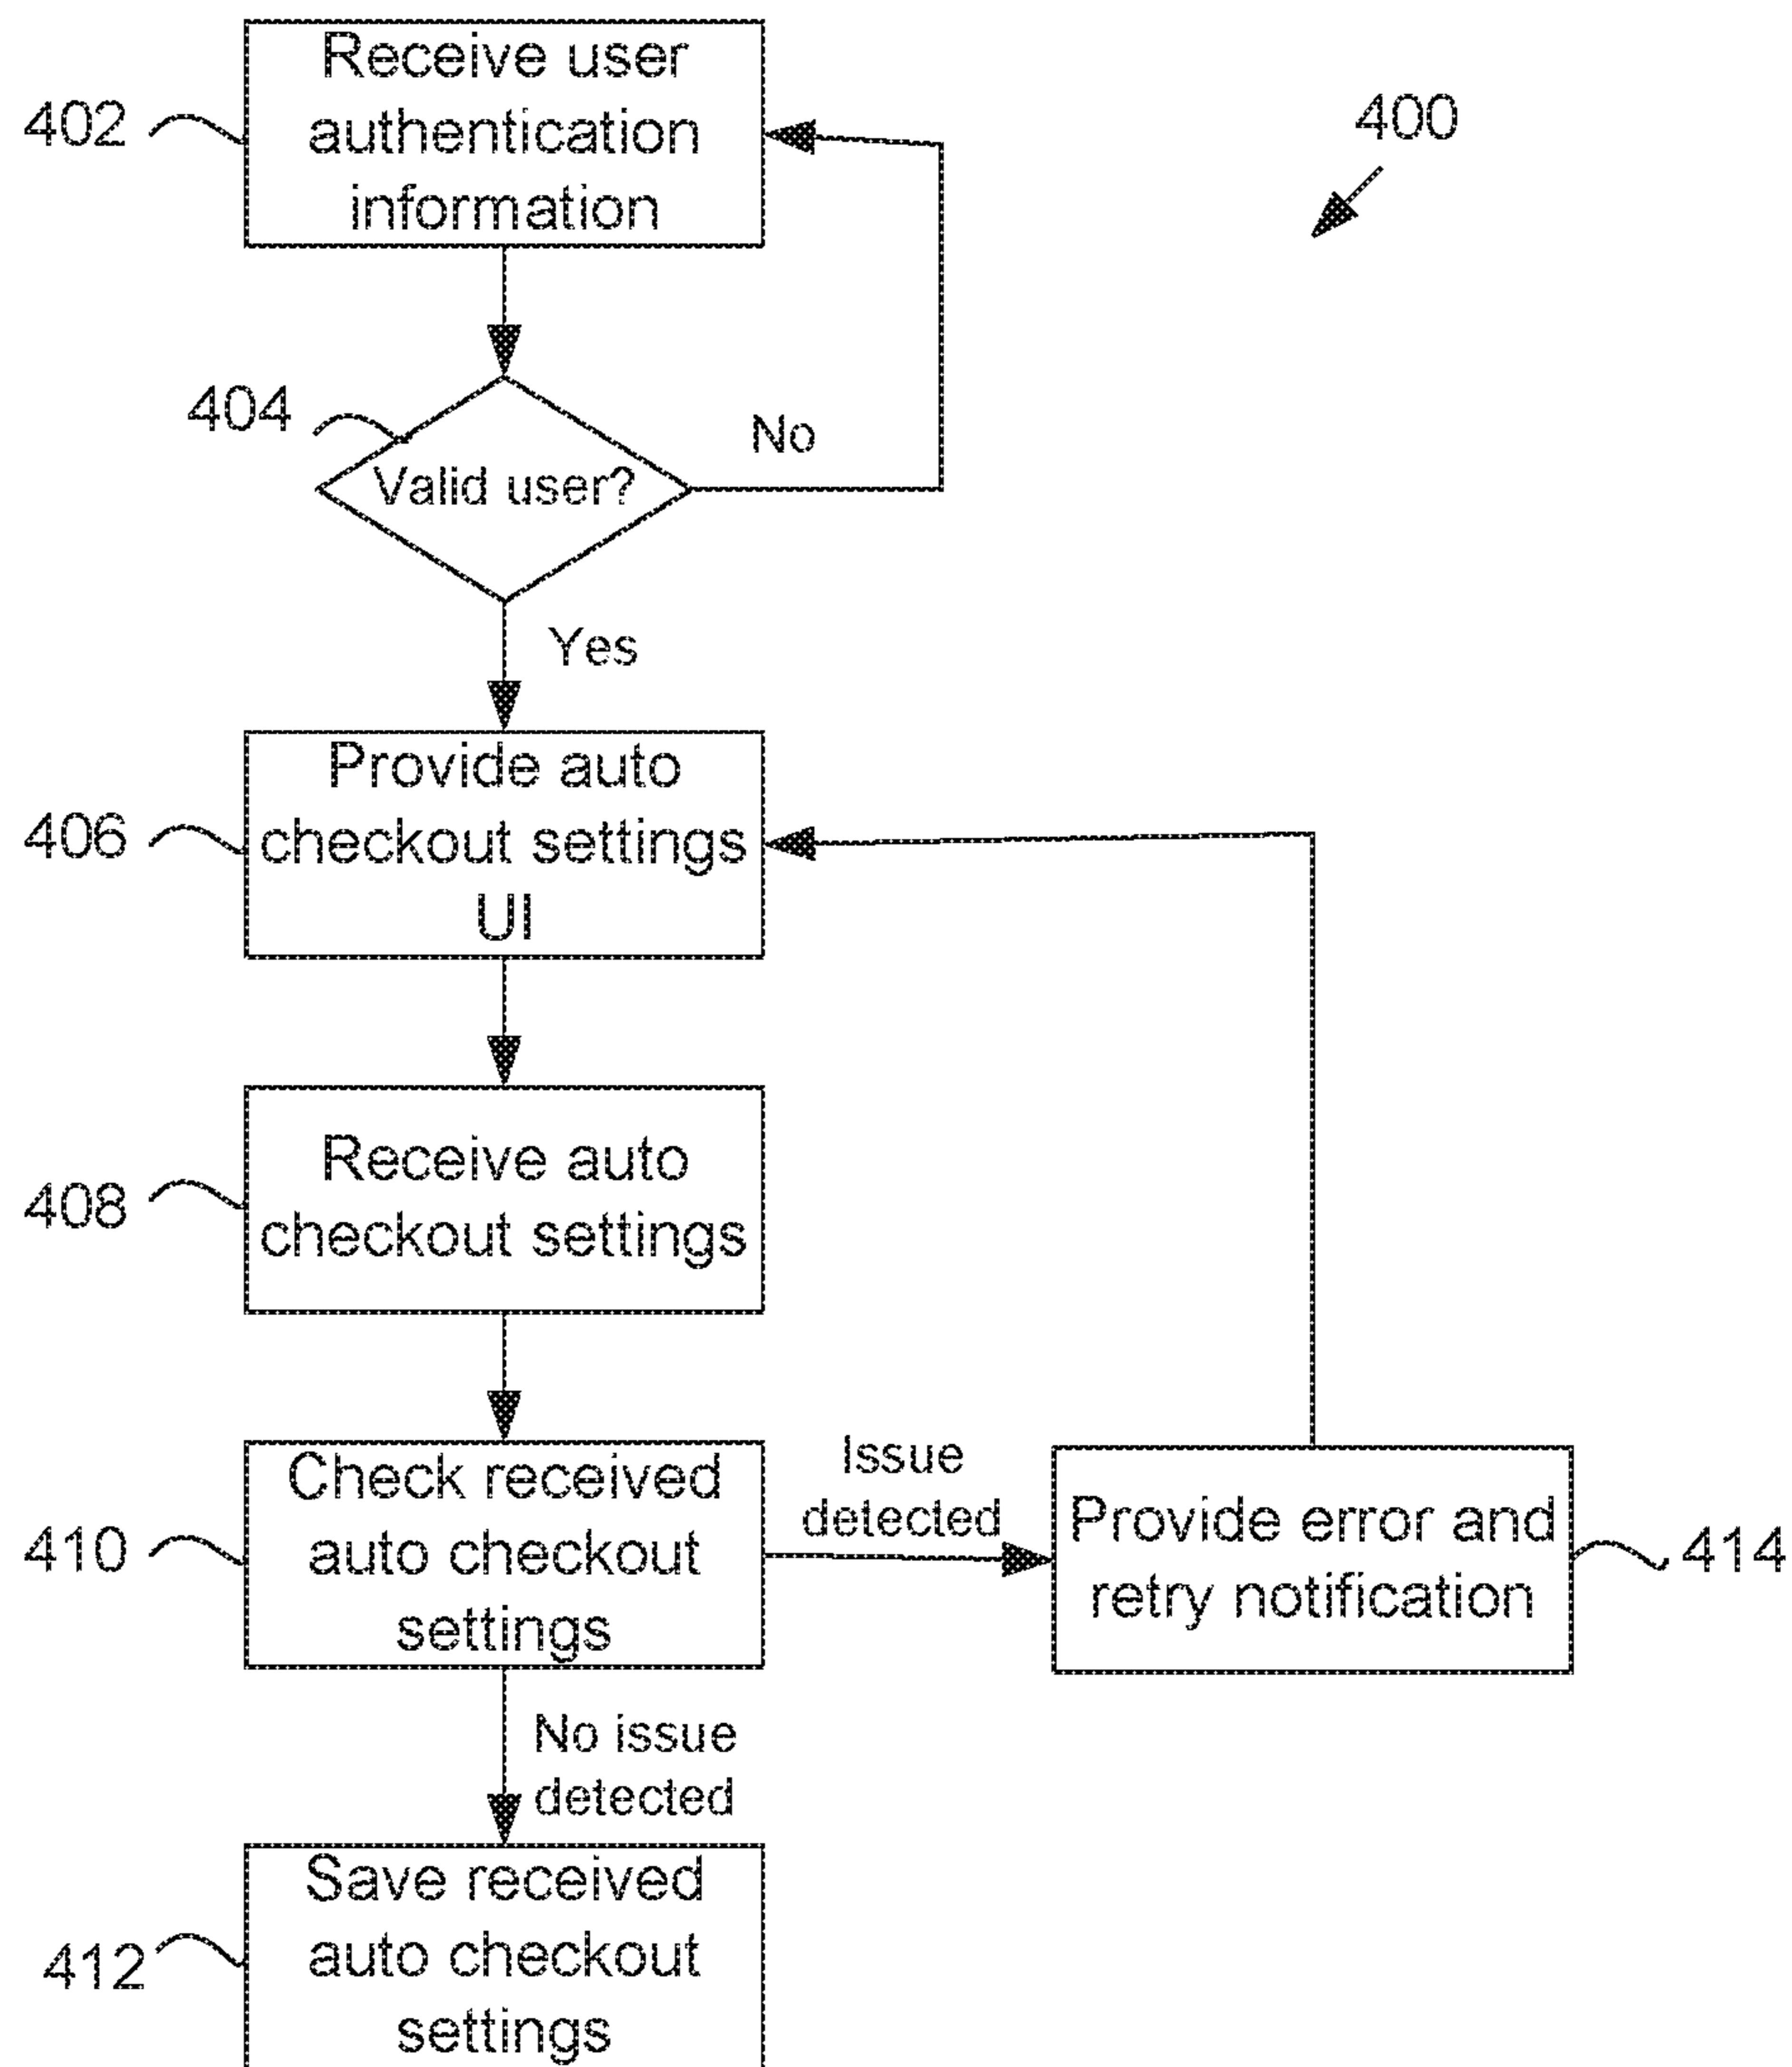 Receive user
authentication
information
402
400
404
Valid user?
No
Yes
Provide auto
checkout settings
UI
406
Receive auto
checkout settings
408
Check received
auto checkout
settings
410
Issue
detected
Provide error and
retry notification
414
No issue
detected
Save received
auto checkout
settings
412